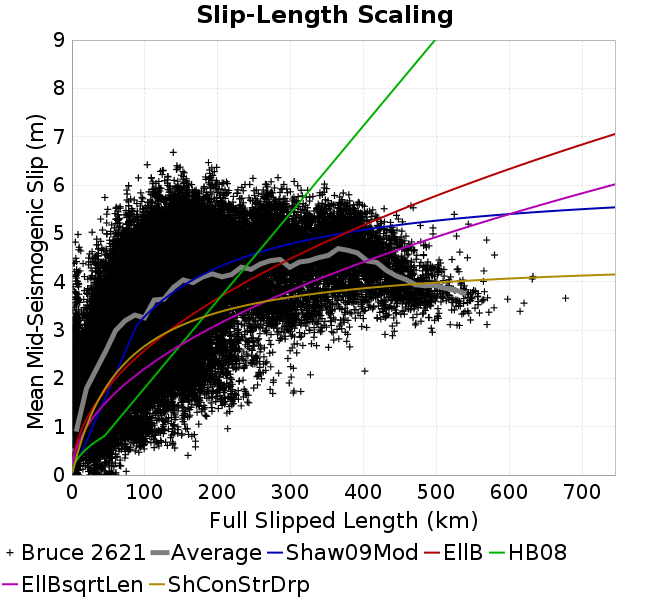 Slip-Length Scaling
Mean Mid-Seismogenic Slip (m)
9
8
7
6
5
4
3
2
1
0
0 100 200 300 400 500 600 700
Full Slipped Length (km)
Bruce 2621 Average Shaw09Mod EllB HB08
EllBsqrtLen ShConStrDrp